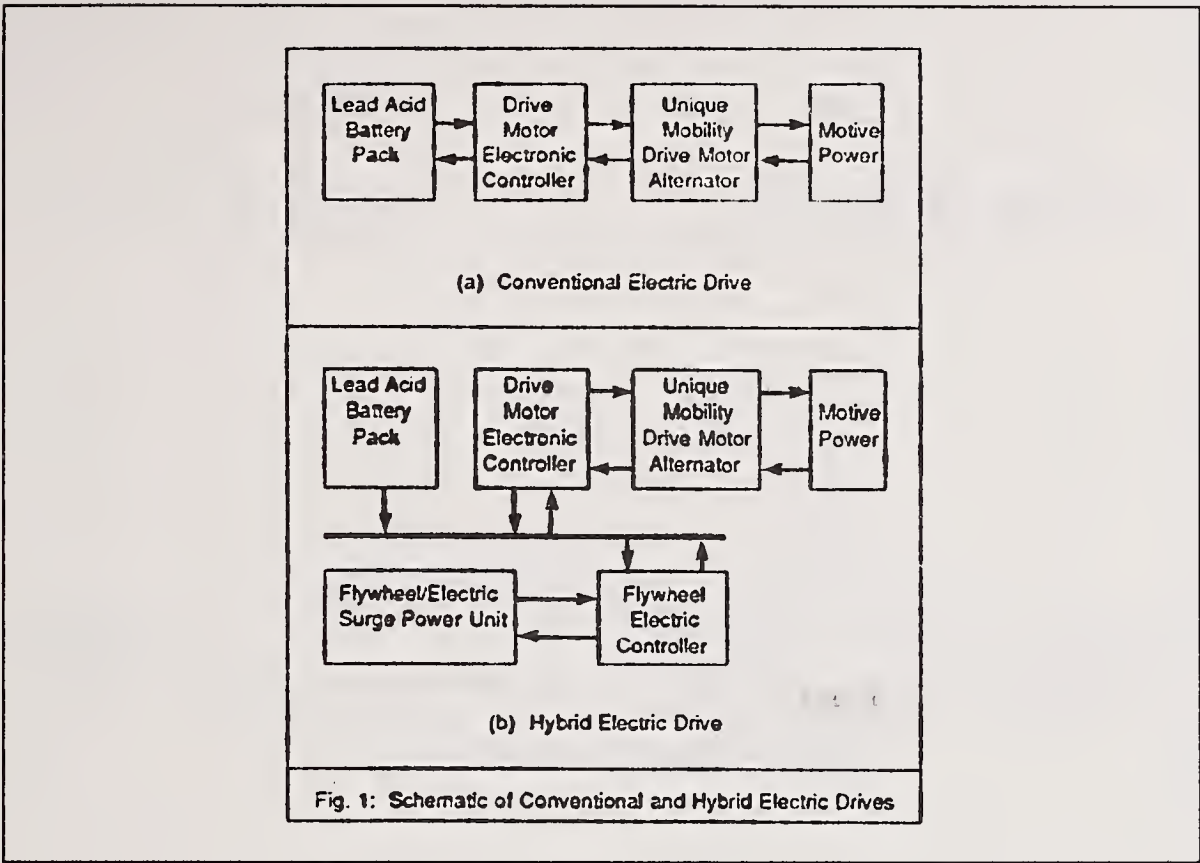 Lead Acid
Battery
Pack
Drive
Motor
Electronic
Controller
Unique
Mobility
Drive Motor
Alternator
Motive
Power
(a) Conventional Electric Drive
Lead Acid
Battery
Pack
Drive
Motor
Electronic
Controller
Unique
Mobility
Drive Motor
Alternator
Motive
Power
Flywheel/Electric
Surge Power Unit
Flywheel
Electric
Controller
(b) Hybrid Electric Drive
Fig. 1: Schematic of Conventional and Hybrid Electric Drives